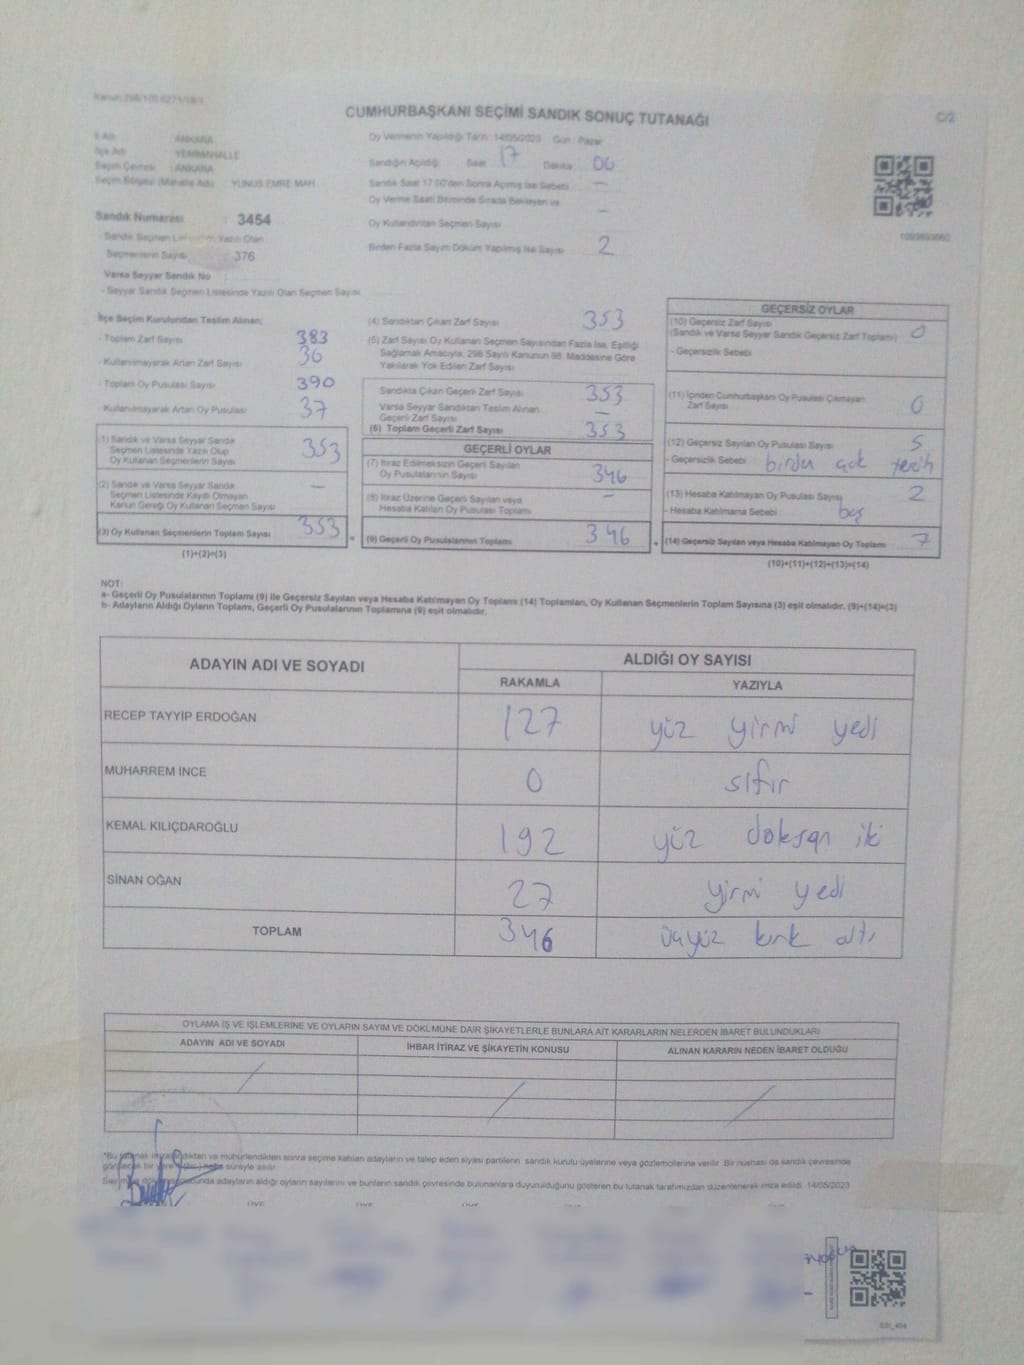 CUMHURBAŞKANI SEÇİMİ SANDIK SONUÇ TUTANAĞI
C/2
İl Adı : ANKARA
İlçe Adı : YENİMAHALLE
Seçim Çevresi : ANKARA
Seçim Bölgesi (Mahalle Adı) : YUNUS EMRE MAH.
Sandık Numarası : 3454
- Sandık Seçmen Yazılı Olan
Seçmenlerin Sayısı 376
Varsa Seyyar Sandık No :
- Seyyar Sandık Seçmen Listesinde Yazılı Olan Seçmen Sayısı
Oy Vermenin Yapıldığı Tarih: 14/05/2023 Gün: Pazar
Sandığın Açıldığı Saat 17 Dakika 00
Sandık Saat 17:00'den Sonra Açılmış İse Sebebi —
Oy Verme Saati Bitiminde Sırada Bekleyen ve
Oy Kullandırılan Seçmen Sayısı —
Birden Fazla Sayım Döküm Yapılmış İse Sayısı 2
İlçe Seçim Kurulundan Teslim Alınan:
- Toplam Zarf Sayısı 383
- Kullanılmayarak Artan Zarf Sayısı 30
- Toplam Oy Pusulası Sayısı 390
- Kullanılmayarak Artan Oy Pusulası 37
(1) Sandık ve Varsa Seyyar Sandık
Seçmen Listesinde Yazılı Olup
Oy Kullanan Seçmenlerin Sayısı 353
(2) Sandık ve Varsa Seyyar Sandık
Seçmen Listesinde Kayıtlı Olmayan
Kanun Gereği Oy Kullanan Seçmen Sayısı —
(3) Oy Kullanan Seçmenlerin Toplam Sayısı 353
(1)+(2)=(3)
(4) Sandıktan Çıkan Zarf Sayısı 353
(5) Zarf Sayısı Oy Kullanan Seçmen Sayısından Fazla İse, Eşitliği
Sağlamak Amacıyla, 298 Sayılı Kanunun 98. Maddesine Göre
Yakılarak Yok Edilen Zarf Sayısı
Sandıkta Çıkan Geçerli Zarf Sayısı 353
Varsa Seyyar Sandıktan Teslim Alınan
Geçerli Zarf Sayısı —
(6) Toplam Geçerli Zarf Sayısı 353
GEÇERLİ OYLAR
(7) İtiraz Edilmeksizin Geçerli Sayılan
Oy Pusulalarının Sayısı 346
(8) İtiraz Üzerine Geçerli Sayılan veya
Hesaba Katılan Oy Pusulası Toplamı —
= (9) Geçerli Oy Pusulalarının Toplamı 346
GEÇERSİZ OYLAR
(10) Geçersiz Zarf Sayısı
(Sandık ve Varsa Seyyar Sandık Geçersiz Zarf Toplamı) 0
- Geçersizlik Sebebi
(11) İçinden Cumhurbaşkanı Oy Pusulası Çıkmayan
Zarf Sayısı 0
(12) Geçersiz Sayılan Oy Pusulası Sayısı 5
- Geçersizlik Sebebi birden çok tercih
(13) Hesaba Katılmayan Oy Pusulası Sayısı 2
- Hesaba Katılmama Sebebi : boş
+ (14) Geçersiz Sayılan veya Hesaba Katılmayan Oy Toplamı 7
(10)+(11)+(12)+(13)=(14)
NOT:
a- Geçerli Oy Pusulalarının Toplamı (9) ile Geçersiz Sayılan veya Hesaba Katılmayan Oy Toplamı (14) Toplamları, Oy Kullanan Seçmenlerin Toplam Sayısına (3) eşit olmalıdır. (9)+(14)=(3)
b- Adayların Aldığı Oyların Toplamı, Geçerli Oy Pusulalarının Toplamına (9) eşit olmalıdır.
ADAYIN ADI VE SOYADI ALDIĞI OY SAYISI
RAKAMLA YAZIYLA
RECEP TAYYİP ERDOĞAN 127 yüz yirmi yedi
MUHARREM İNCE 0 sıfır
KEMAL KILIÇDAROĞLU 192 yüz doksan iki
SİNAN OĞAN 27 yirmi yedi
TOPLAM 346 üçyüz kırk altı
OYLAMA İŞ VE İŞLEMLERİNE VE OYLARIN SAYIM VE DÖKÜMÜNE DAİR ŞİKAYETLERLE BUNLARA AİT KARARLARIN NELERDEN İBARET BULUNDUKLARI
ADAYIN ADI VE SOYADI İHBAR İTİRAZ VE ŞİKAYETİN KONUSU ALINAN KARARIN NEDEN İBARET OLDUĞU
*Bu tutanak ve mühürlendikten sonra seçime katılan adayların ve talep eden siyasi partilerin sandık kurulu üyelerine veya gözlemcilerine verilir. Bir nüshası da sandık çevresinde
bir hafta süreyle asılır.
adayların aldığı oyların sayılarını ve bunların sandık çevresinde bulunanlara duyurulduğunu gösteren bu tutanak tarafımızdan düzenlenerek imza edildi. 14/05/2023